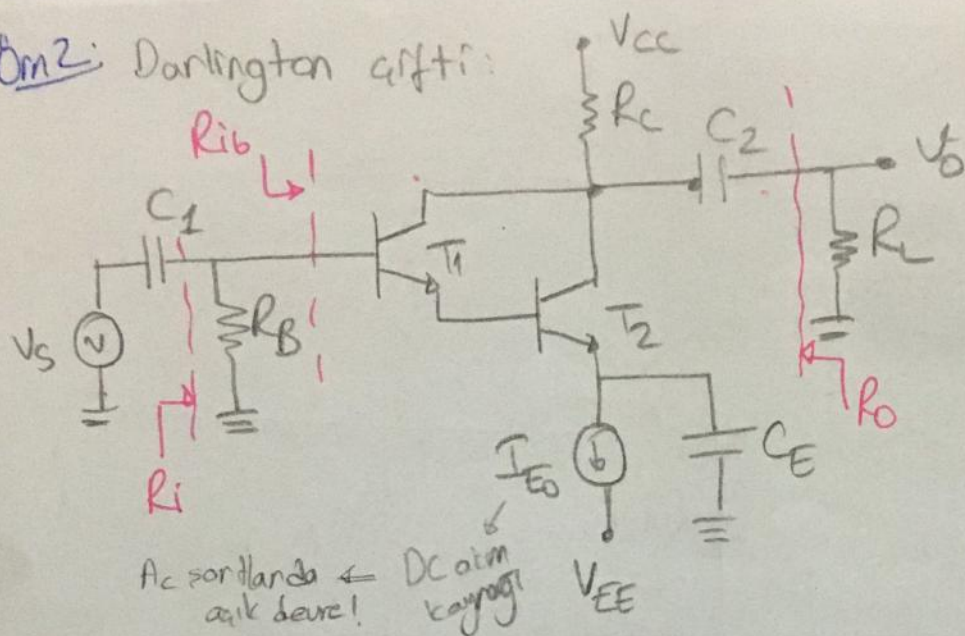 Örn2: Darlington çifti:
VCC
RC
C2
Vo
Rib
C1
T1
RL
VS
RB
T2
Ro
IEo
CE
Ri
Ac şartlarda ← DC akım
açık devre! kaynağı
VEE